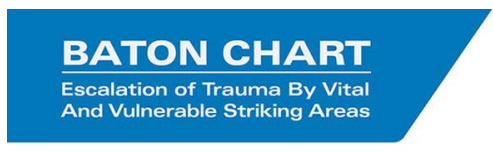 BATON CHART
Escalation of Trauma By Vital
And Vulnerable Striking Areas